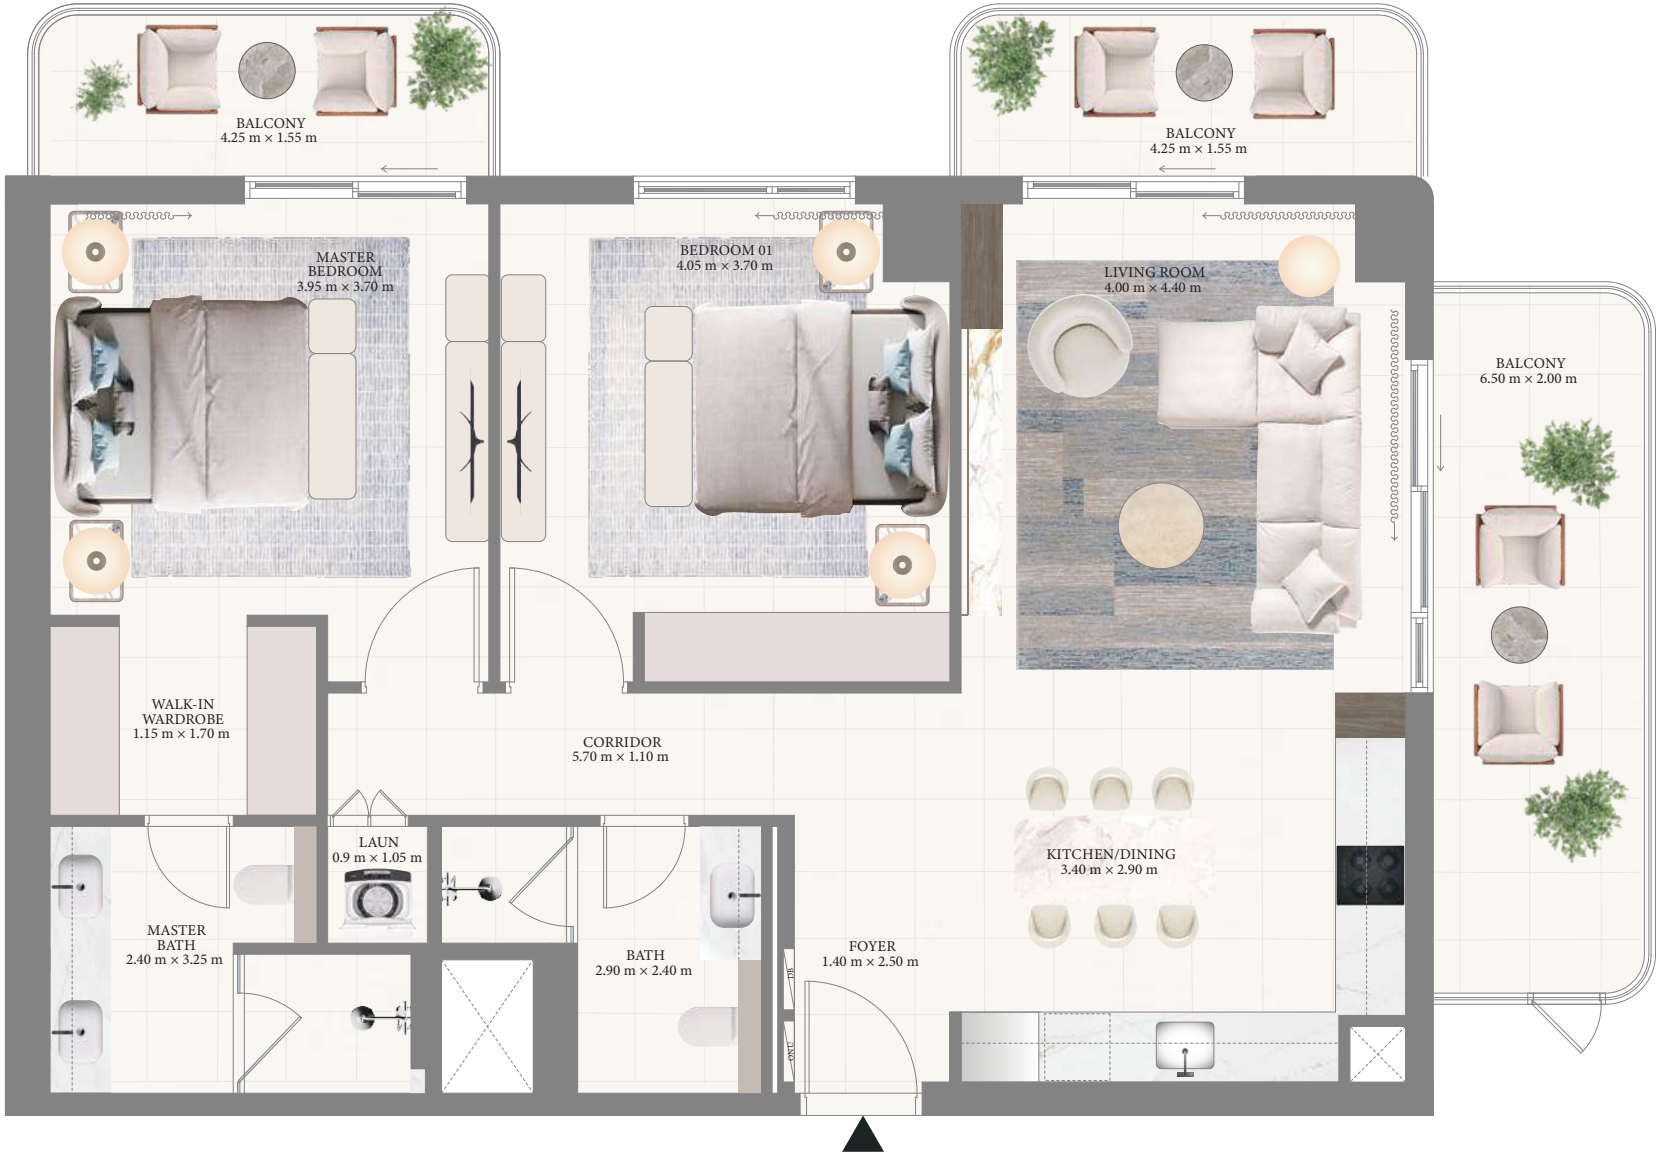 BALCONY
4.25 m × 1.55 m
BALCONY
4.25 m × 1.55 m
MASTER
BEDROOM
3.95 m × 3.70 m
BEDROOM 01
4.05 m × 3.70 m
LIVING ROOM
4.00 m × 4.40 m
BALCONY
6.50 m × 2.00 m
WALK-IN
WARDROBE
1.15 m × 1.70 m
CORRIDOR
5.70 m × 1.10 m
LAUN
0.9 m × 1.05 m
KITCHEN/DINING
3.40 m × 2.90 m
MASTER
BATH
2.40 m × 3.25 m
BATH
2.90 m × 2.40 m
FOYER
1.40 m × 2.50 m
DB
ONU